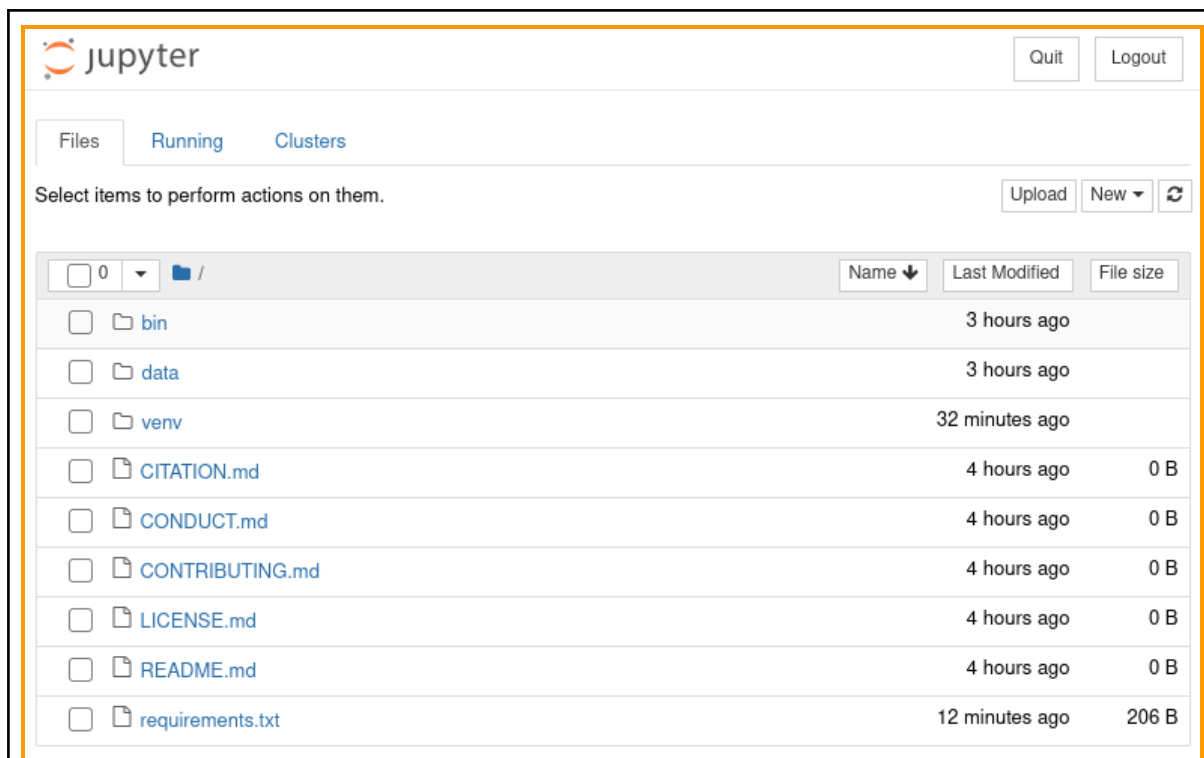 jupyter Quit Logout
Files Running Clusters
Select items to perform actions on them. Upload New
0 / Name Last Modified File size
bin 3 hours ago
data 3 hours ago
venv 32 minutes ago
CITATION.md 4 hours ago 0 B
CONDUCT.md 4 hours ago 0 B
CONTRIBUTING.md 4 hours ago 0 B
LICENSE.md 4 hours ago 0 B
README.md 4 hours ago 0 B
requirements.txt 12 minutes ago 206 B